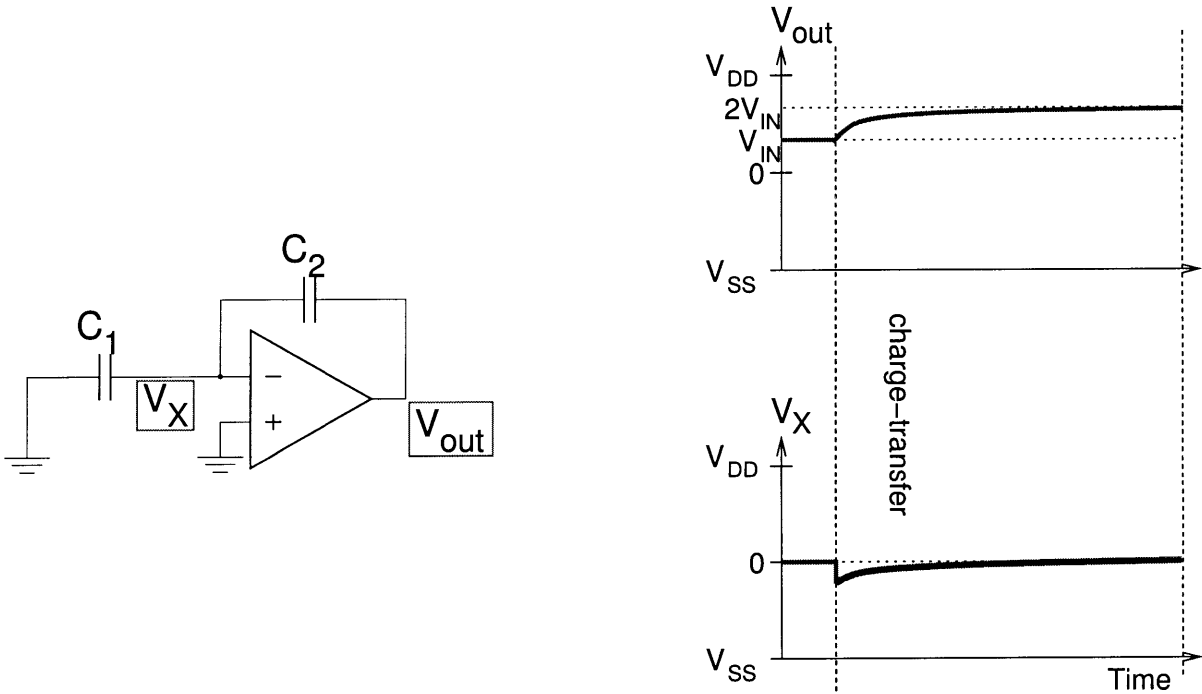 C2
C1
VX
−
+
Vout
Vout
VDD
2VIN
VIN
0
VSS
charge−transfer
VX
VDD
0
VSS
Time